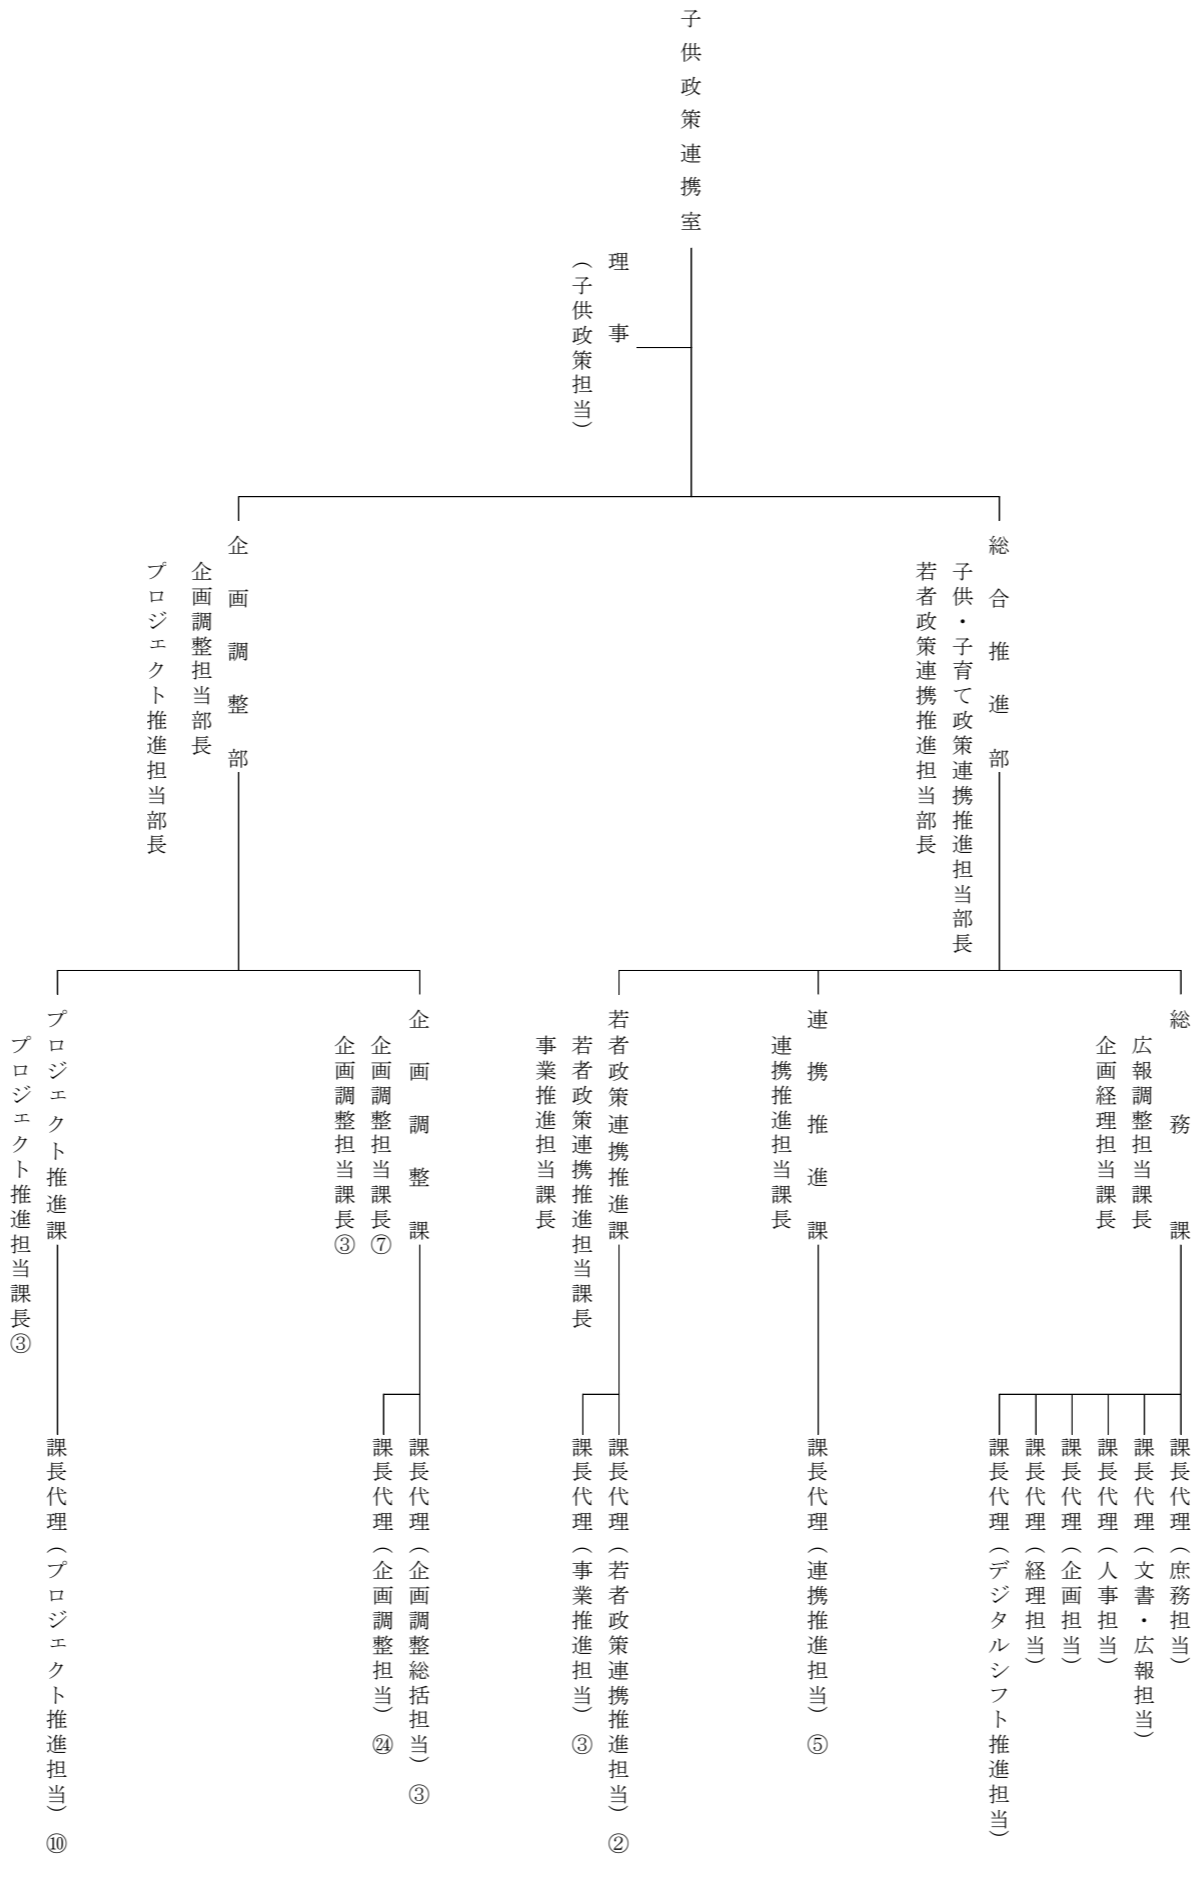 子供政策連携室
理事
（子供政策担当）
総合推進部
子供・子育て政策連携推進担当部長
若者政策連携推進担当部長
企画調整部
企画調整担当部長
プロジェクト推進担当部長
総務課
広報調整担当課長
企画経理担当課長
連携推進課
連携推進担当課長
若者政策連携推進課
若者政策連携推進担当課長
事業推進担当課長
企画調整課
企画調整担当課長⑦
企画調整担当課長③
プロジェクト推進課
プロジェクト推進担当課長③
課長代理（庶務担当）
課長代理（文書・広報担当）
課長代理（人事担当）
課長代理（企画担当）
課長代理（経理担当）
課長代理（デジタルシフト推進担当）
課長代理（連携推進担当）⑤
課長代理（若者政策連携推進担当）②
課長代理（事業推進担当）③
課長代理（企画調整総括担当）③
課長代理（企画調整担当）㉔
課長代理（プロジェクト推進担当）⑩